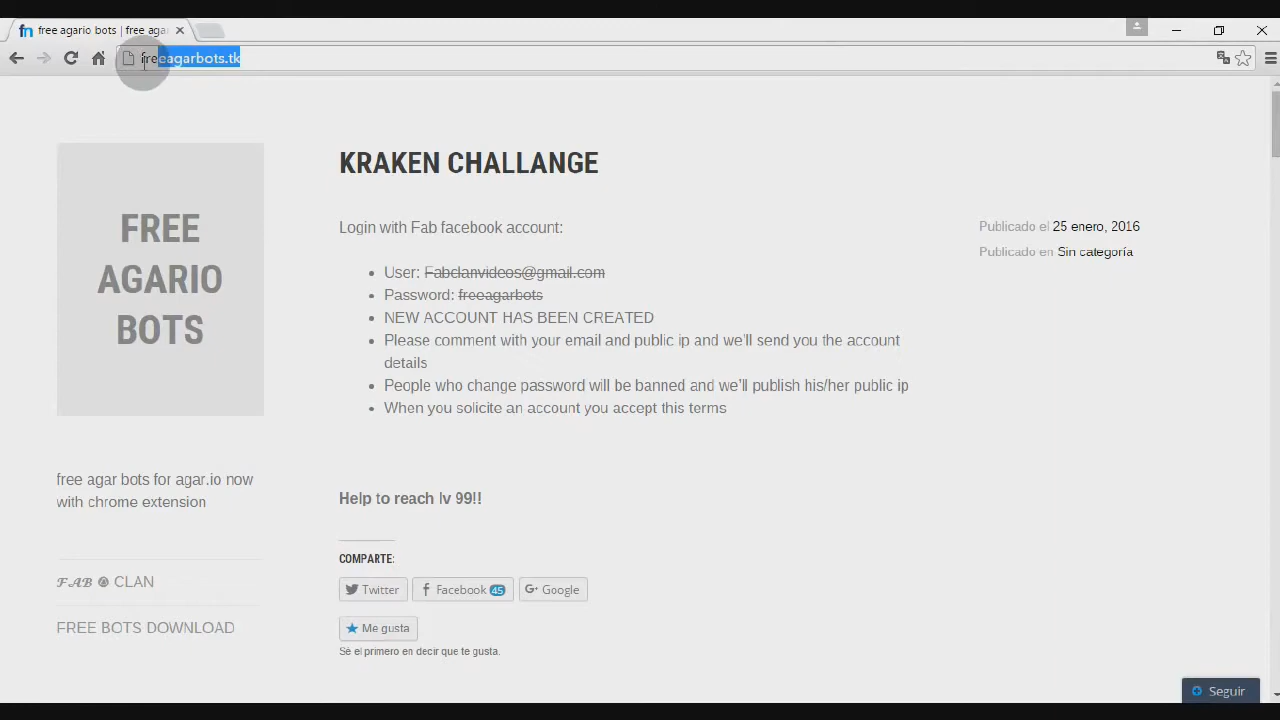 free agario bots | free aga
freeagarbots.tk
FREE
AGARIO
BOTS
free agar bots for agar.io now
with chrome extension
𝓕𝓐𝓑 ♼ CLAN
FREE BOTS DOWNLOAD
KRAKEN CHALLANGE
Login with Fab facebook account:
User: Fabclanvideos@gmail.com
Password: freeagarbots
NEW ACCOUNT HAS BEEN CREATED
Please comment with your email and public ip and we'll send you the account
details
People who change password will be banned and we'll publish his/her public ip
When you solicite an account you accept this terms
Help to reach lv 99!!
COMPARTE:
Twitter Facebook 45 Google
Me gusta
Sé el primero en decir que te gusta.
Publicado el 25 enero, 2016
Publicado en Sin categoría
Seguir